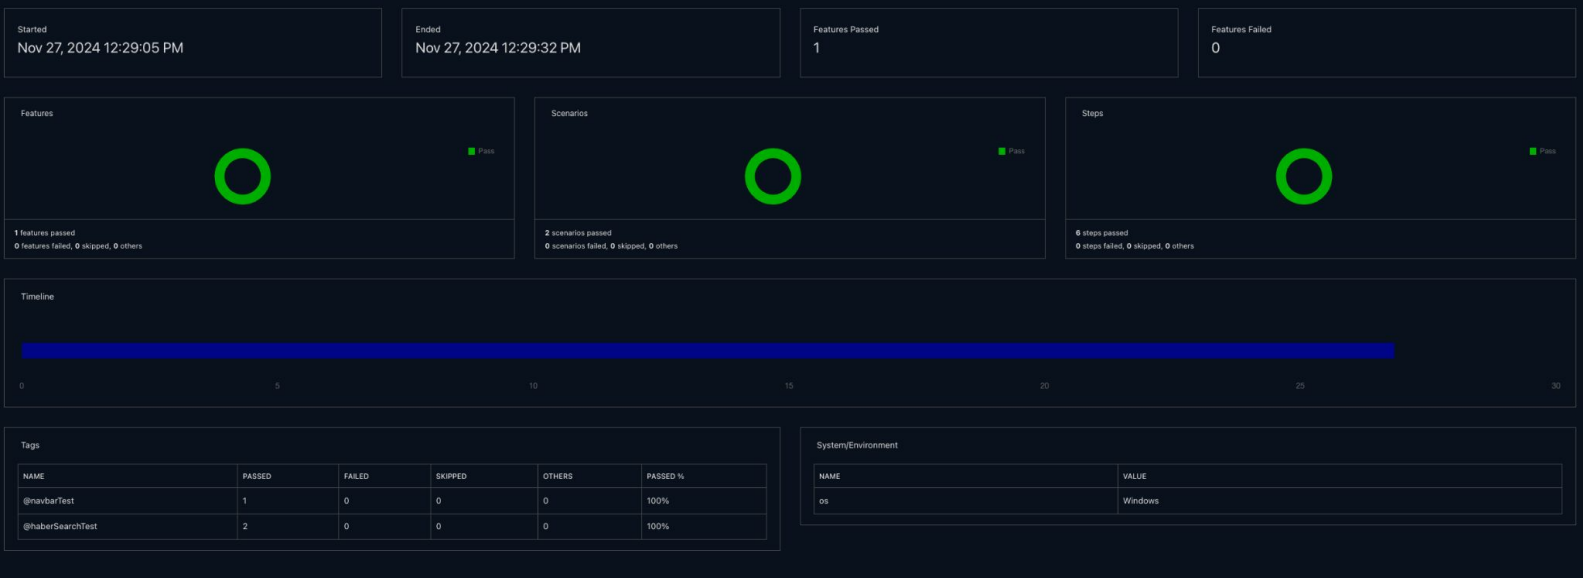 Started
Nov 27, 2024 12:29:05 PM
Ended
Nov 27, 2024 12:29:32 PM
Features Passed
1
Features Failed
0
Features
Pass
1 features passed
0 features failed, 0 skipped, 0 others
Scenarios
Pass
2 scenarios passed
0 scenarios failed, 0 skipped, 0 others
Steps
Pass
6 steps passed
0 steps failed, 0 skipped, 0 others
Timeline
0 5 10 15 20 25 30
Tags
NAME PASSED FAILED SKIPPED OTHERS PASSED %
@navbarTest 1 0 0 0 100%
@haberSearchTest 2 0 0 0 100%
System/Environment
NAME VALUE
os Windows